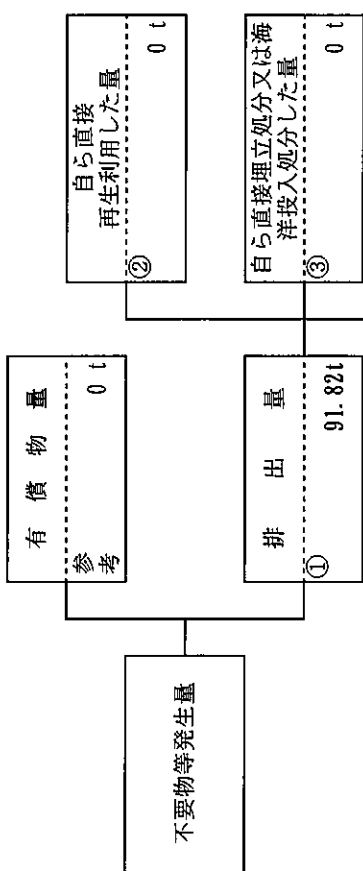 不要物等発生量
有償物量
参考
0 t
排出量
①
91.82t
自ら直接
再生利用した量
②
0 t
自ら直接埋立処分又は海
洋投入処分した量
③
0 t